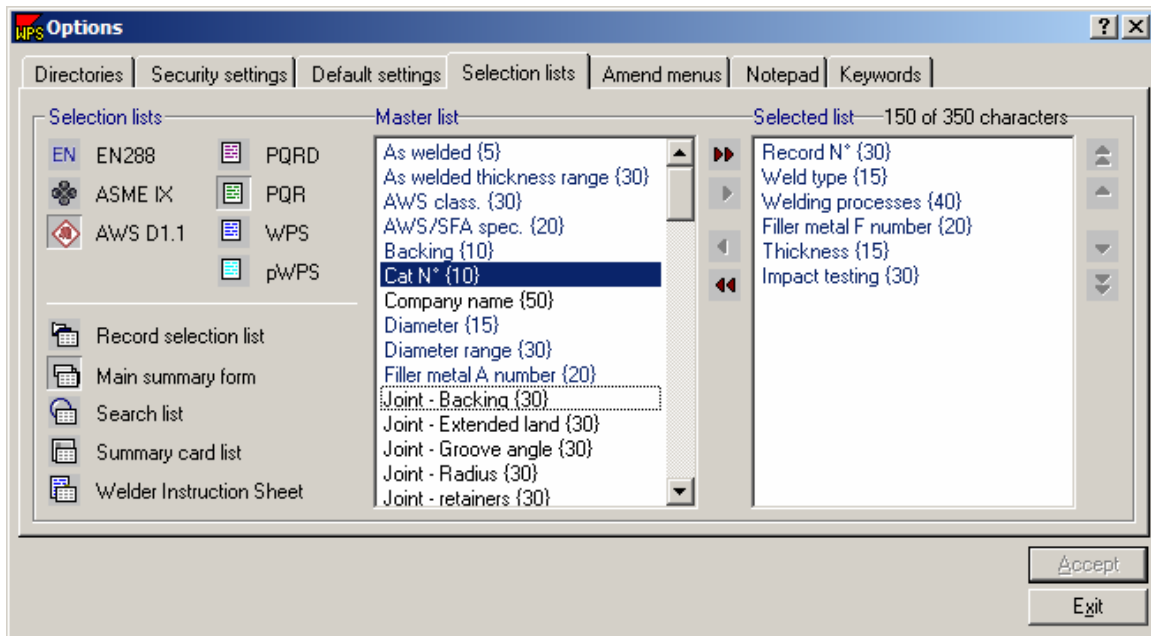 WPS Options
Directories Security settings Default settings Selection lists Amend menus Notepad Keywords
Selection lists
EN EN288
PQRD
ASME IX
PQR
AWS D1.1
WPS
pWPS
Record selection list
Main summary form
Search list
Summary card list
Welder Instruction Sheet
Master list
As welded {5}
As welded thickness range {30}
AWS class. {30}
AWS/SFA spec. {20}
Backing {10}
Cat N° {10}
Company name {50}
Diameter {15}
Diameter range {30}
Filler metal A number {20}
Joint - Backing {30}
Joint - Extended land {30}
Joint - Groove angle {30}
Joint - Radius {30}
Joint - retainers {30}
Selected list 150 of 350 characters
Record N° {30}
Weld type {15}
Welding processes {40}
Filler metal F number {20}
Thickness {15}
Impact testing {30}
Accept
Exit